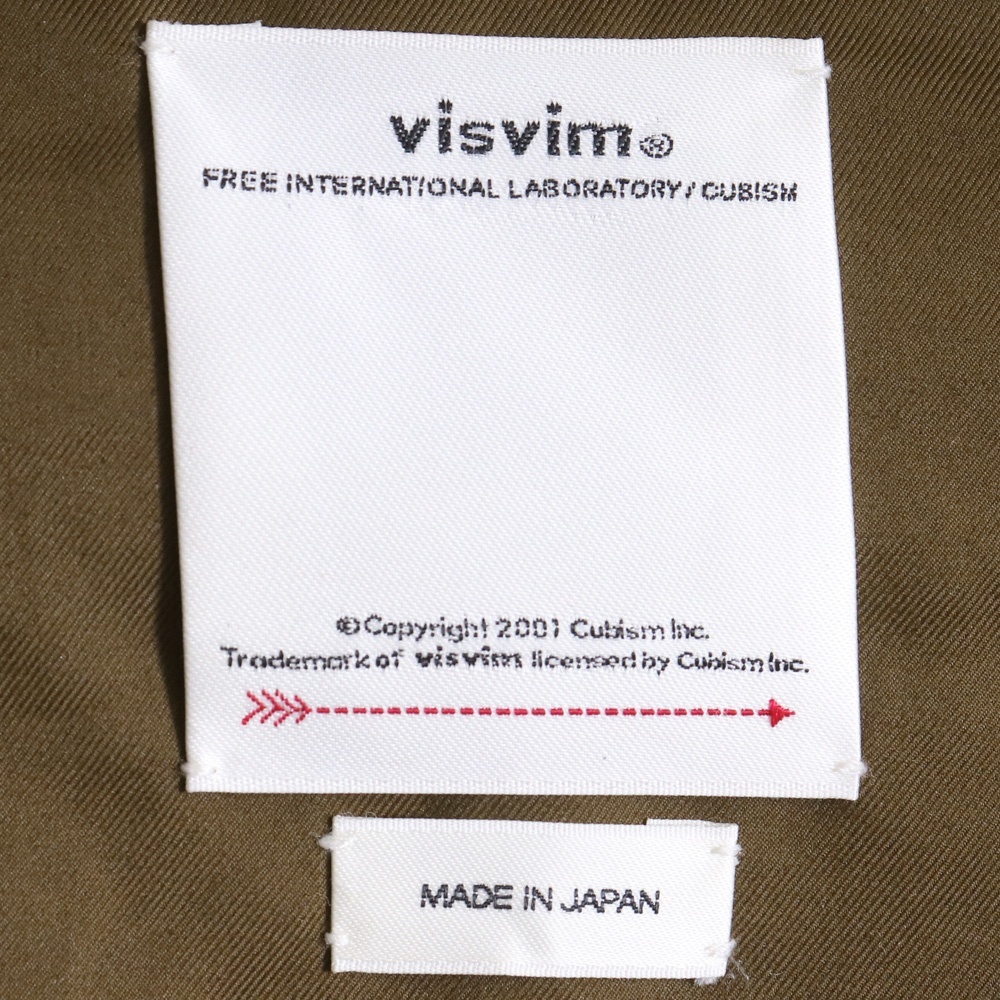 visvim®
FREE INTERNATIONAL LABORATORY / CUBISM
©Copyright 2001 Cubism Inc.
Trademark of visvim licensed by Cubism Inc.
MADE IN JAPAN